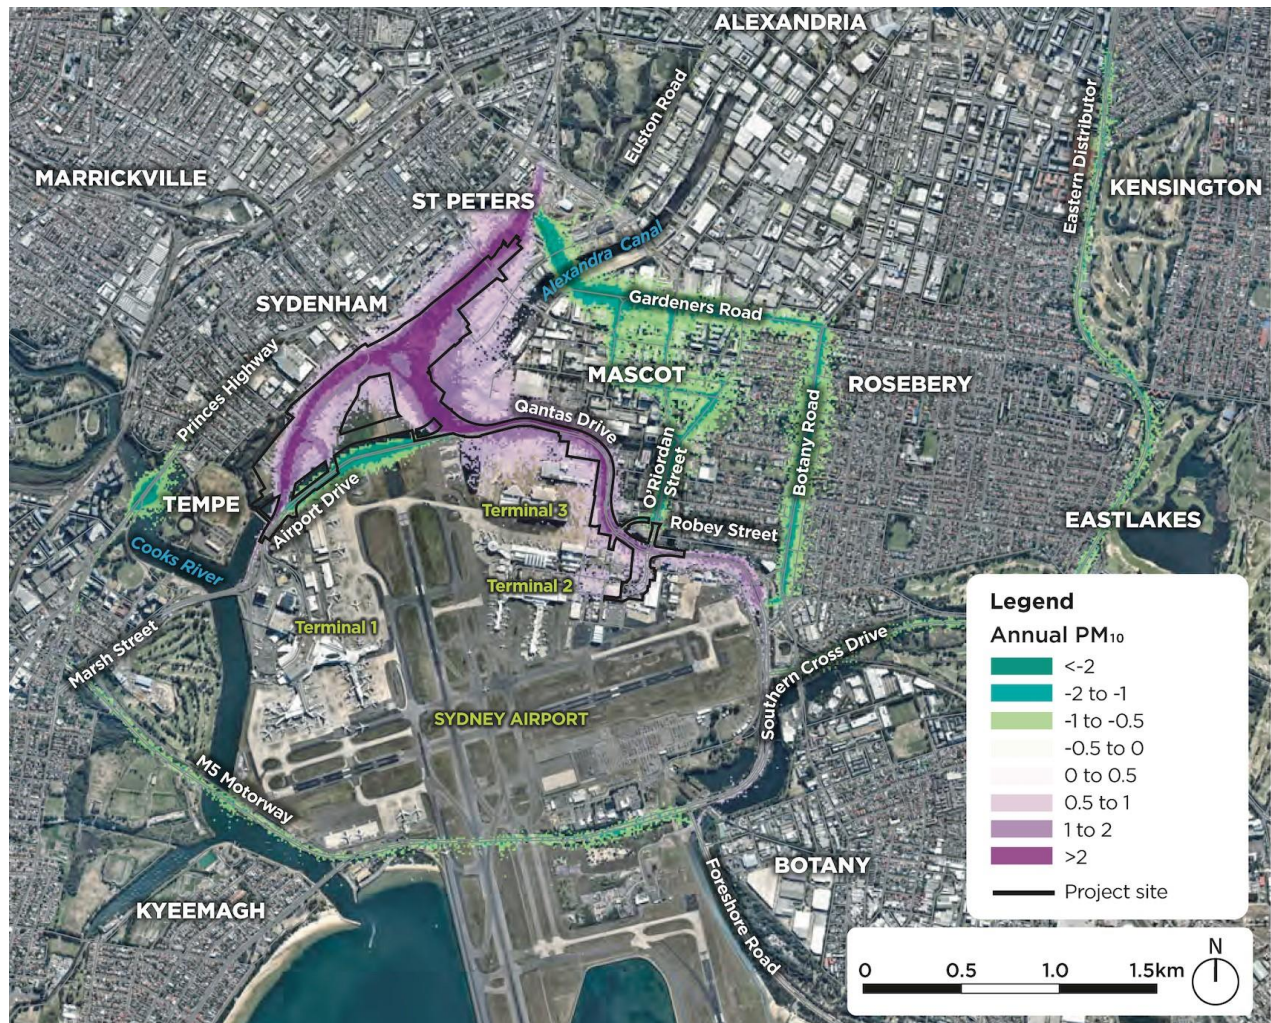 ALEXANDRIA
Euston Road
Eastern Distributor
MARRICKVILLE
KENSINGTON
ST PETERS
Alexandra Canal
SYDENHAM
Gardeners Road
Princes Highway
MASCOT
ROSEBERY
Qantas Drive
Botany Road
O'Riordan
Street
TEMPE
Airport Drive
Terminal 3
Robey Street
EASTLAKES
Cooks River
Terminal 2
Terminal 1
Marsh Street
Southern Cross Drive
SYDNEY AIRPORT
M5 Motorway
BOTANY
KYEEMAGH
Foreshore Road
Legend
Annual PM₁₀
<-2
-2 to -1
-1 to -0.5
-0.5 to 0
0 to 0.5
0.5 to 1
1 to 2
>2
Project site
0 0.5 1.0 1.5km
N